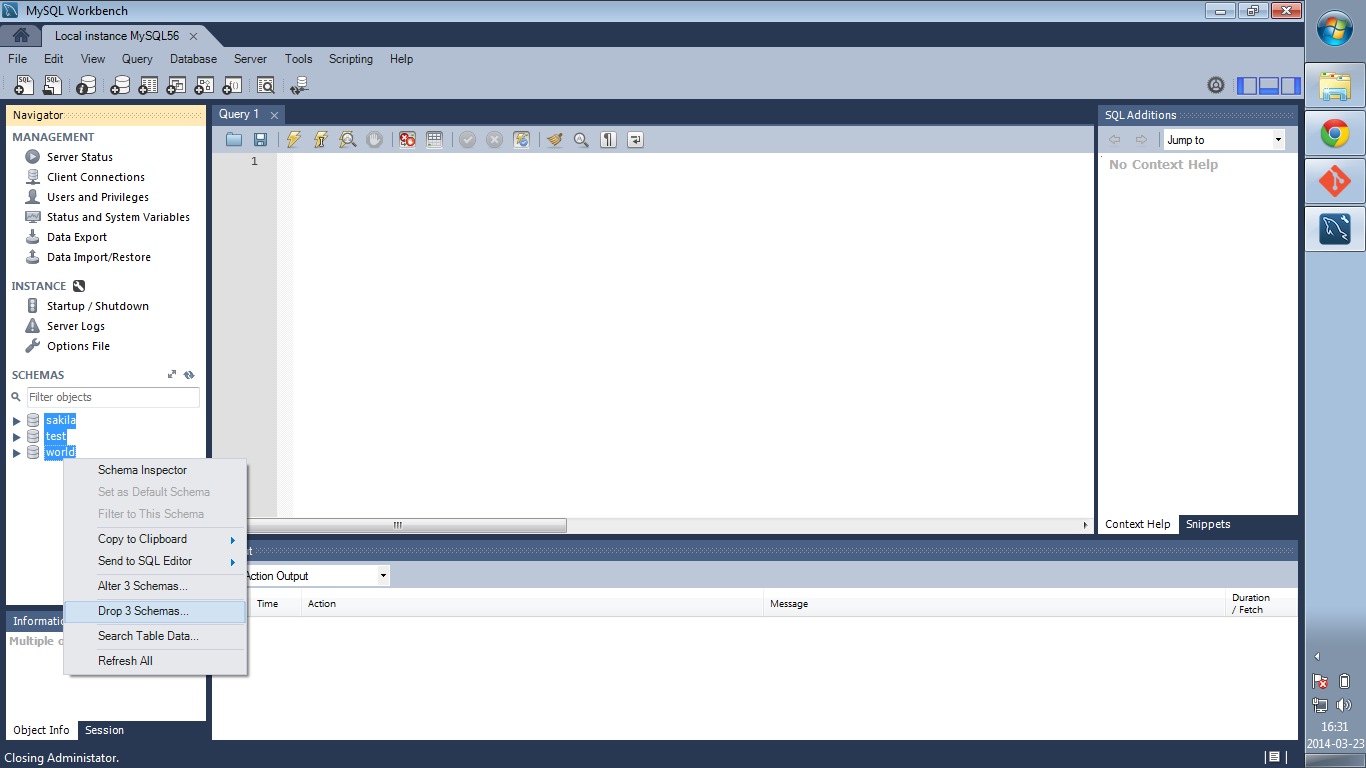 MySQL Workbench
Local instance MySQL56
File Edit View Query Database Server Tools Scripting Help
Navigator
MANAGEMENT
Server Status
Client Connections
Users and Privileges
Status and System Variables
Data Export
Data Import/Restore
INSTANCE
Startup / Shutdown
Server Logs
Options File
SCHEMAS
Filter objects
sakila
test
world
Schema Inspector
Set as Default Schema
Filter to This Schema
Copy to Clipboard
Send to SQL Editor
Alter 3 Schemas...
Drop 3 Schemas...
Search Table Data...
Refresh All
Multiple
Object Info Session
Query 1
1
SQL Additions
Jump to
No Context Help
Context Help Snippets
Action Output
Time Action Message Duration
/ Fetch
Closing Administator.
16:31
2014-03-23